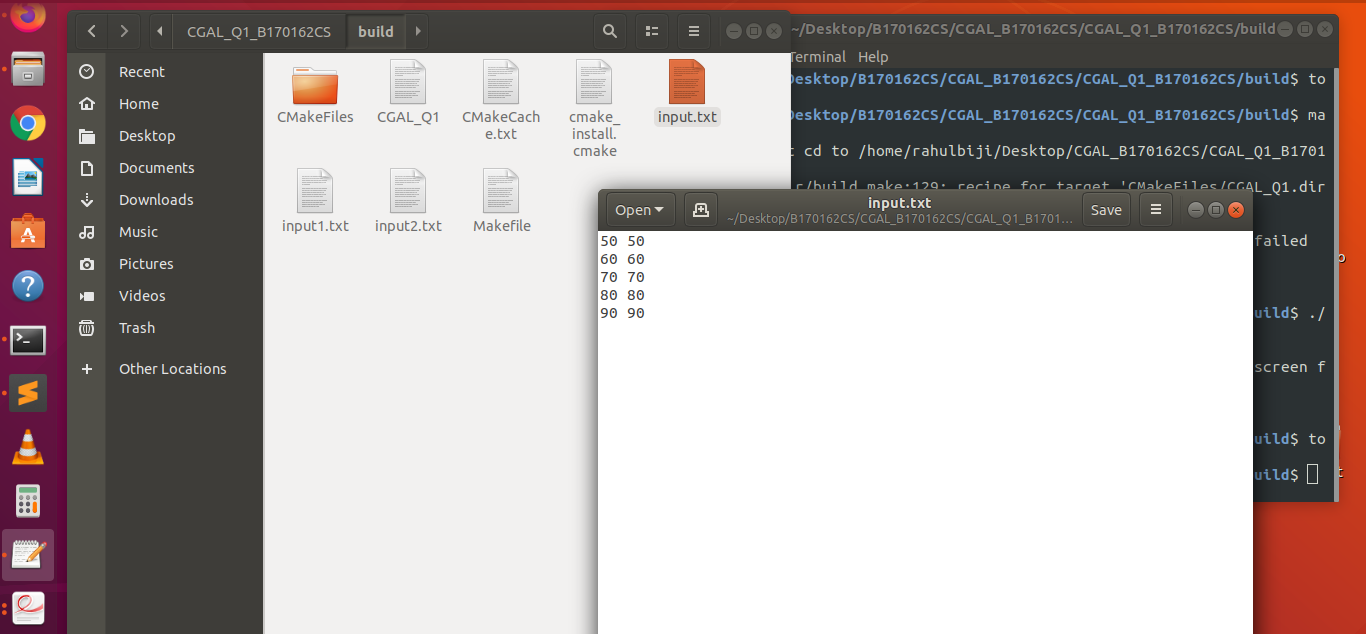 CGAL_Q1_B170162CS
build
Recent
Home
Desktop
Documents
Downloads
Music
Pictures
Videos
Trash
Other Locations
CMakeFiles
CGAL_Q1
CMakeCach
e.txt
cmake_
install.
cmake
input.txt
input1.txt
input2.txt
Makefile
~/Desktop/B170162CS/CGAL_B170162CS/CGAL_Q1_B170162CS/build
Terminal Help
Desktop/B170162CS/CGAL_B170162CS/CGAL_Q1_B170162CS/build$ to
Desktop/B170162CS/CGAL_B170162CS/CGAL_Q1_B170162CS/build$ ma
t cd to /home/rahulbiji/Desktop/CGAL_B170162CS/CGAL_Q1_B1701
r/build.make:129: recipe for target 'CMakeFiles/CGAL_Q1.dir
failed
uild$ ./
screen f
uild$ to
uild$
Open
input.txt
~/Desktop/B170162CS/CGAL_B170162CS/CGAL_Q1_B1701...
Save
50 50
60 60
70 70
80 80
90 90